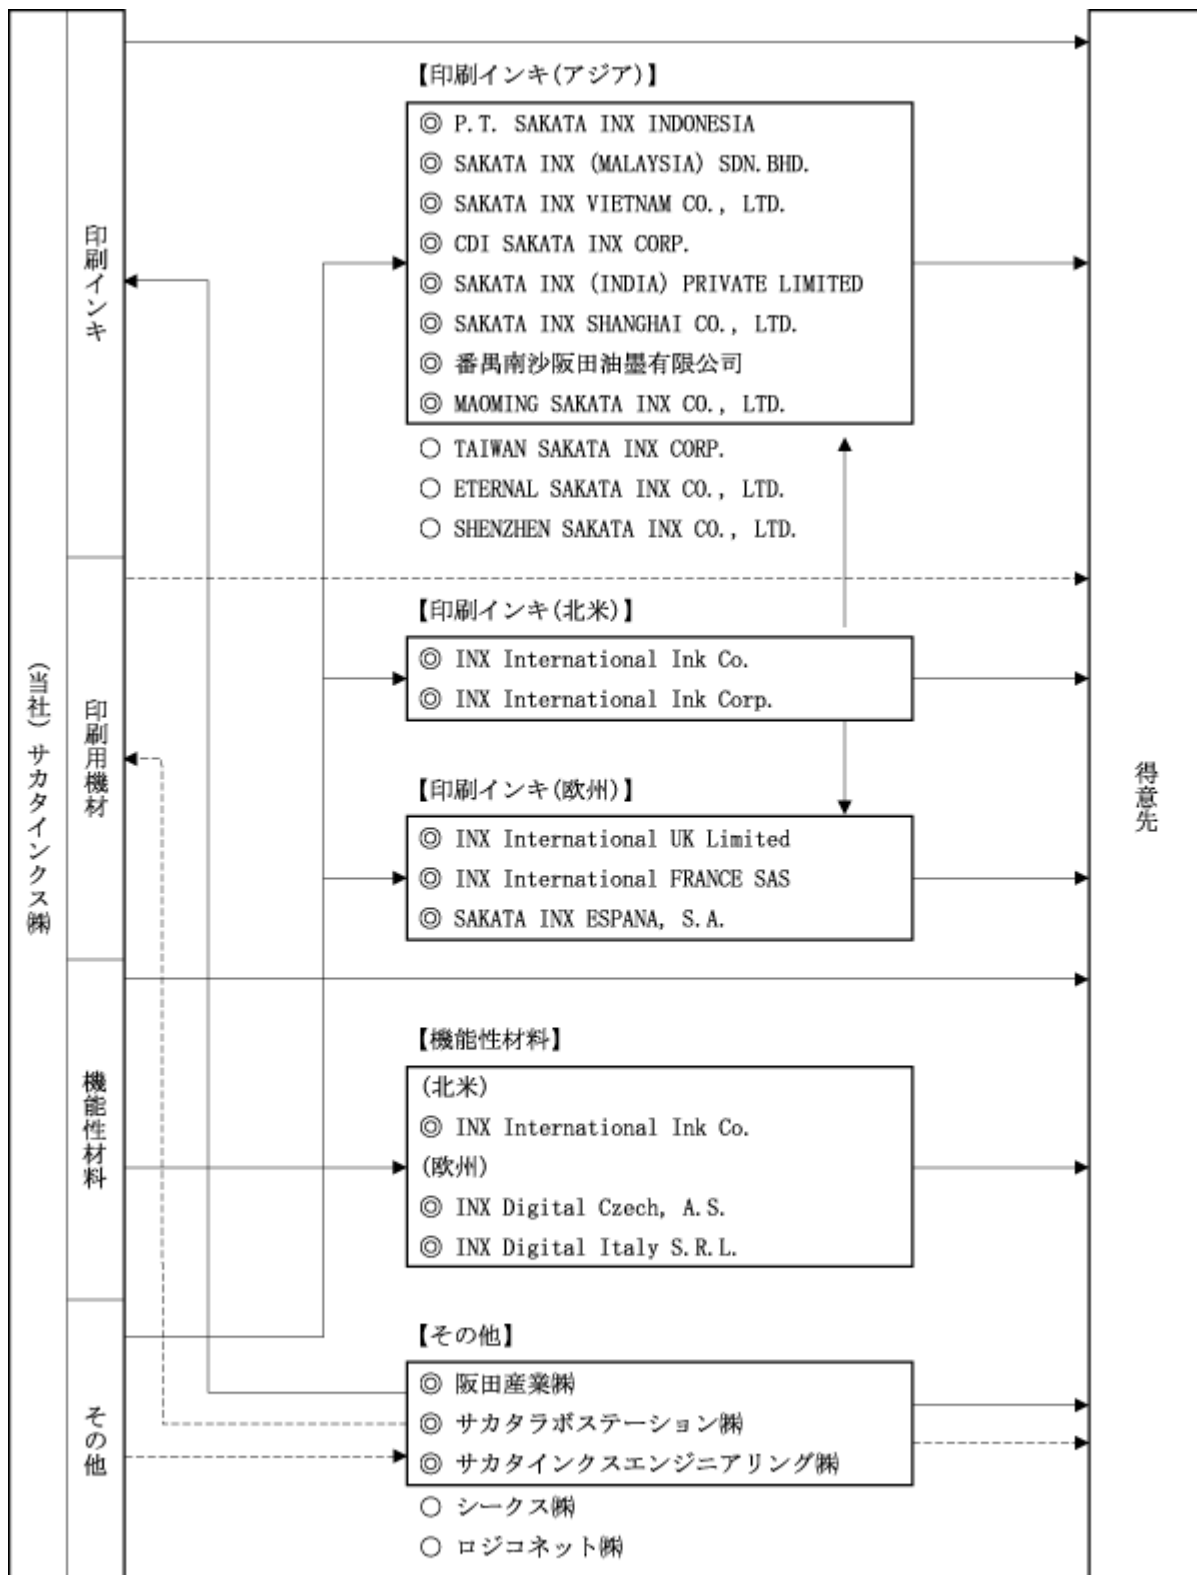 (当社) サカタインクス㈱
印刷インキ
印刷用機材
機能性材料
その他
【印刷インキ(アジア)】
◎ P.T. SAKATA INX INDONESIA
◎ SAKATA INX (MALAYSIA) SDN.BHD.
◎ SAKATA INX VIETNAM CO., LTD.
◎ CDI SAKATA INX CORP.
◎ SAKATA INX (INDIA) PRIVATE LIMITED
◎ SAKATA INX SHANGHAI CO., LTD.
◎ 番禺南沙阪田油墨有限公司
◎ MAOMING SAKATA INX CO., LTD.
○ TAIWAN SAKATA INX CORP.
○ ETERNAL SAKATA INX CO., LTD.
○ SHENZHEN SAKATA INX CO., LTD.
【印刷インキ(北米)】
◎ INX International Ink Co.
◎ INX International Ink Corp.
【印刷インキ(欧州)】
◎ INX International UK Limited
◎ INX International FRANCE SAS
◎ SAKATA INX ESPANA, S.A.
【機能性材料】
(北米)
◎ INX International Ink Co.
(欧州)
◎ INX Digital Czech, A.S.
◎ INX Digital Italy S.R.L.
【その他】
◎ 阪田産業㈱
◎ サカタラボステーション㈱
◎ サカタインクスエンジニアリング㈱
○ シークス㈱
○ ロジコネット㈱
得意先